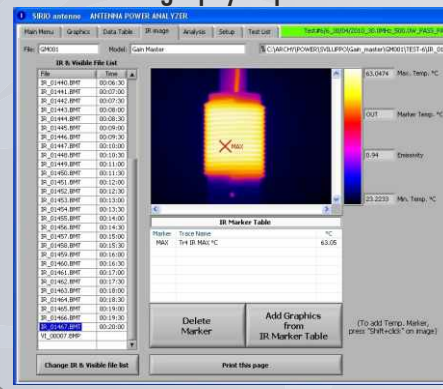 SIRIO antenne ANTENNA POWER ANALYZER
Main Menu Graphics Data Table IR image Analysis Setup Test List
File: GM001 Model: Gain Master
IR & Visible File List
File Time
IR_01440.BMT 00:06:30
IR_01441.BMT 00:07:00
IR_01442.BMT 00:07:30
IR_01443.BMT 00:08:00
IR_01444.BMT 00:08:30
IR_01445.BMT 00:09:00
IR_01446.BMT 00:09:30
IR_01447.BMT 00:10:00
IR_01448.BMT 00:10:30
IR_01449.BMT 00:11:00
IR_01450.BMT 00:11:30
IR_01451.BMT 00:12:00
IR_01452.BMT 00:12:30
IR_01453.BMT 00:13:00
IR_01454.BMT 00:13:30
IR_01455.BMT 00:14:00
IR_01456.BMT 00:14:30
IR_01457.BMT 00:15:00
IR_01458.BMT 00:15:30
IR_01459.BMT 00:16:00
IR_01460.BMT 00:16:30
IR_01461.BMT 00:17:00
IR_01462.BMT 00:17:30
IR_01463.BMT 00:18:00
IR_01464.BMT 00:18:30
IR_01465.BMT 00:19:00
IR_01466.BMT 00:19:30
IR_01467.BMT 00:20:00
VI_00007.BMP
Change IR & Visible file list
MAX
63.0474 Max. Temp. °C
OUT Marker Temp. °C
0.94 Emissivity
23.2233 Min. Temp. °C
IR Marker Table
Marker Trace Name °C
MAX Tr4 IR MAX °C 63.05
Delete Marker
Add Graphics from IR Marker Table
(To add Temp. Marker, press "Shift+click" on image)
Print this page